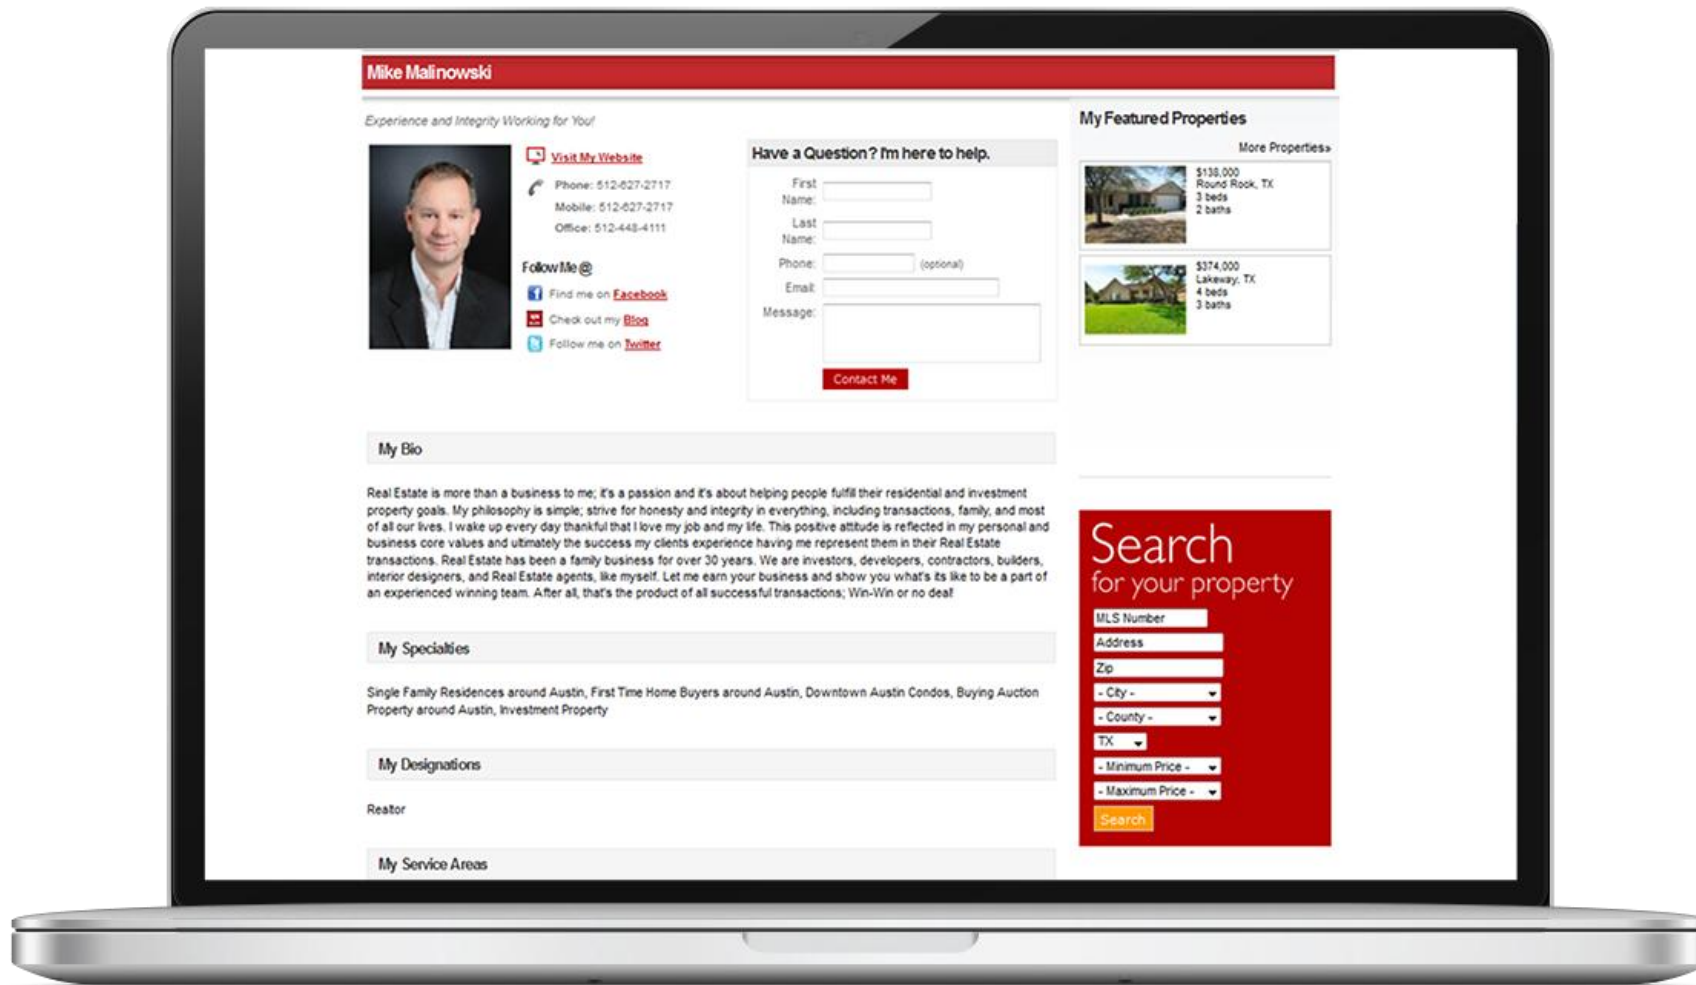 Mike Malinowski
Experience and Integrity Working for You!
Visit My Website
Phone: 512-627-2717
Mobile: 512-627-2717
Office: 512-448-4111
Follow Me @
Find me on Facebook
Check out my Blog
Follow me on Twitter
Have a Question? I'm here to help.
First
Name:
Last
Name:
Phone:
(optional)
Email:
Message:
Contact Me
My Featured Properties
More Properties»
$138,000
Round Rock, TX
3 beds
2 baths
$374,000
Lakeway, TX
4 beds
3 baths
My Bio
Real Estate is more than a business to me; it's a passion and it's about helping people fulfill their residential and investment
property goals. My philosophy is simple; strive for honesty and integrity in everything, including transactions, family, and most
of all our lives. I wake up every day thankful that I love my job and my life. This positive attitude is reflected in my personal and
business core values and ultimately the success my clients experience having me represent them in their Real Estate
transactions. Real Estate has been a family business for over 30 years. We are investors, developers, contractors, builders,
interior designers, and Real Estate agents, like myself. Let me earn your business and show you what's its like to be a part of
an experienced winning team. After all, that's the product of all successful transactions; Win-Win or no deal!
My Specialties
Single Family Residences around Austin, First Time Home Buyers around Austin, Downtown Austin Condos, Buying Auction
Property around Austin, Investment Property
My Designations
Realtor
My Service Areas
Search
for your property
MLS Number
Address
Zip
- City -
- County -
TX
- Minimum Price -
- Maximum Price -
Search